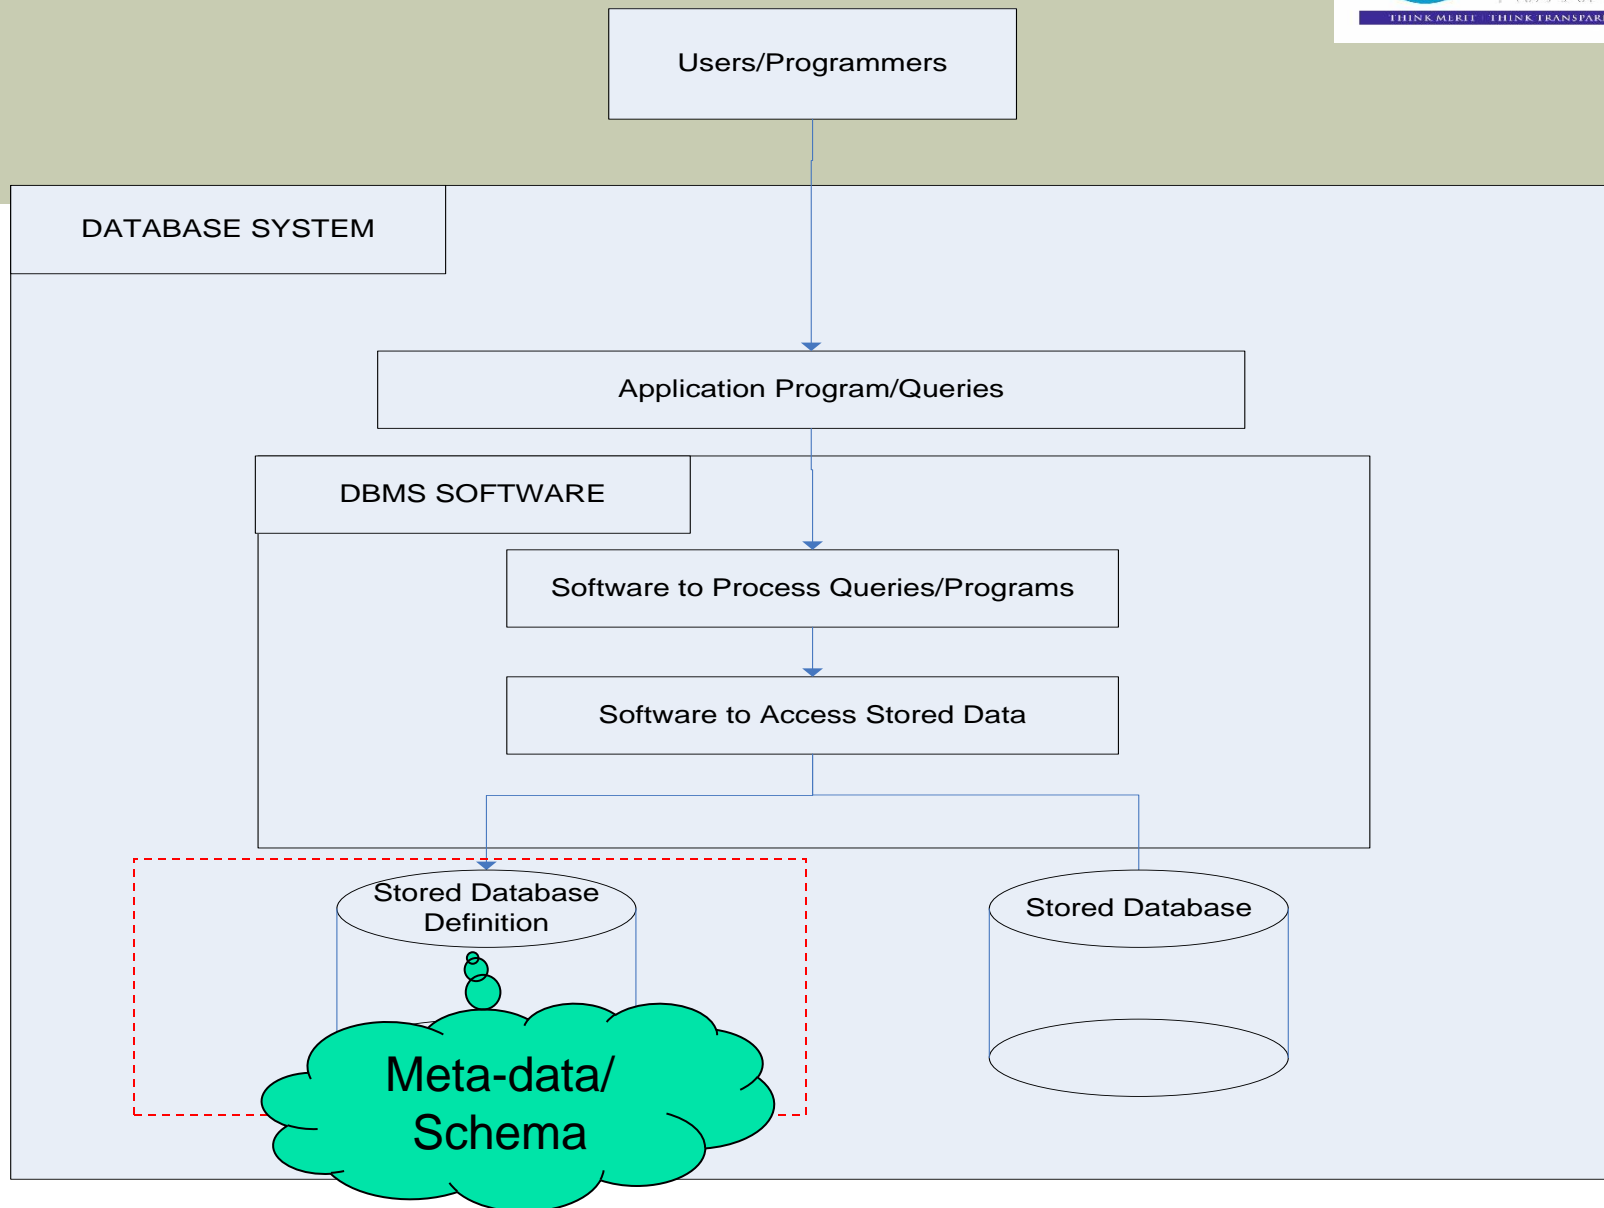 THINK MERIT | THINK TRANSPAR
Users/Programmers
DATABASE SYSTEM
Application Program/Queries
DBMS SOFTWARE
Software to Process Queries/Programs
Software to Access Stored Data
Stored Database
Definition
Stored Database
Meta-data/
Schema